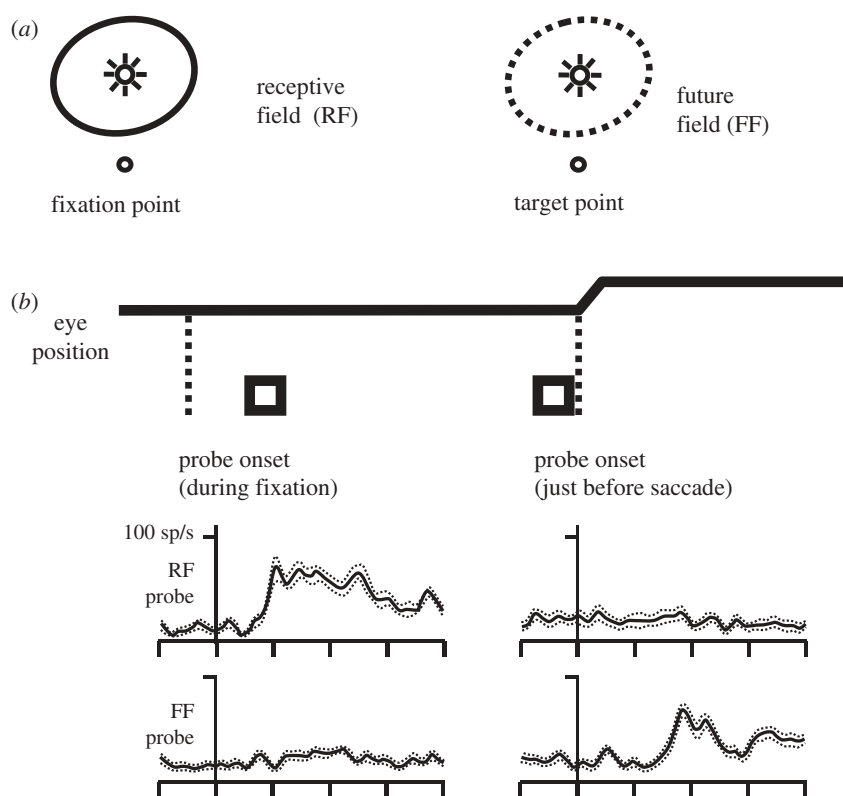 (a)
receptive
field (RF)
future
field (FF)
fixation point
target point
(b)
eye
position
probe onset
(during fixation)
probe onset
(just before saccade)
100 sp/s
RF
probe
FF
probe